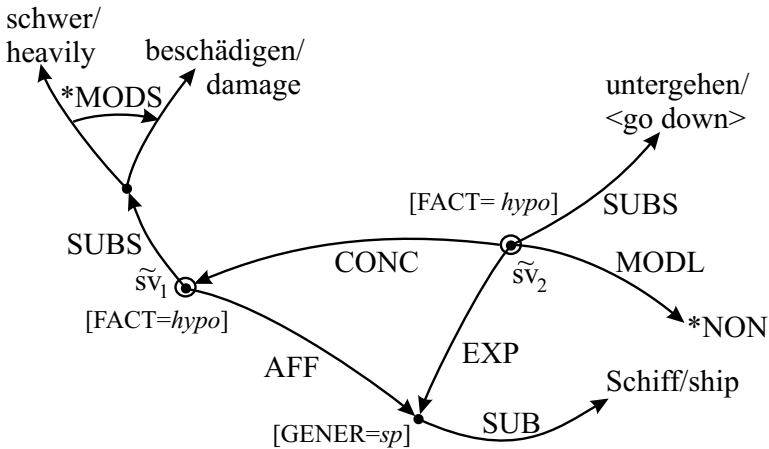 schwer/
heavily
beschädigen/
damage
*MODS
untergehen/
<go down>
[FACT= hypo]
SUBS
SUBS
CONC
s̃v₂
MODL
s̃v₁
[FACT=hypo]
*NON
EXP
AFF
Schiff/ship
SUB
[GENER=sp]